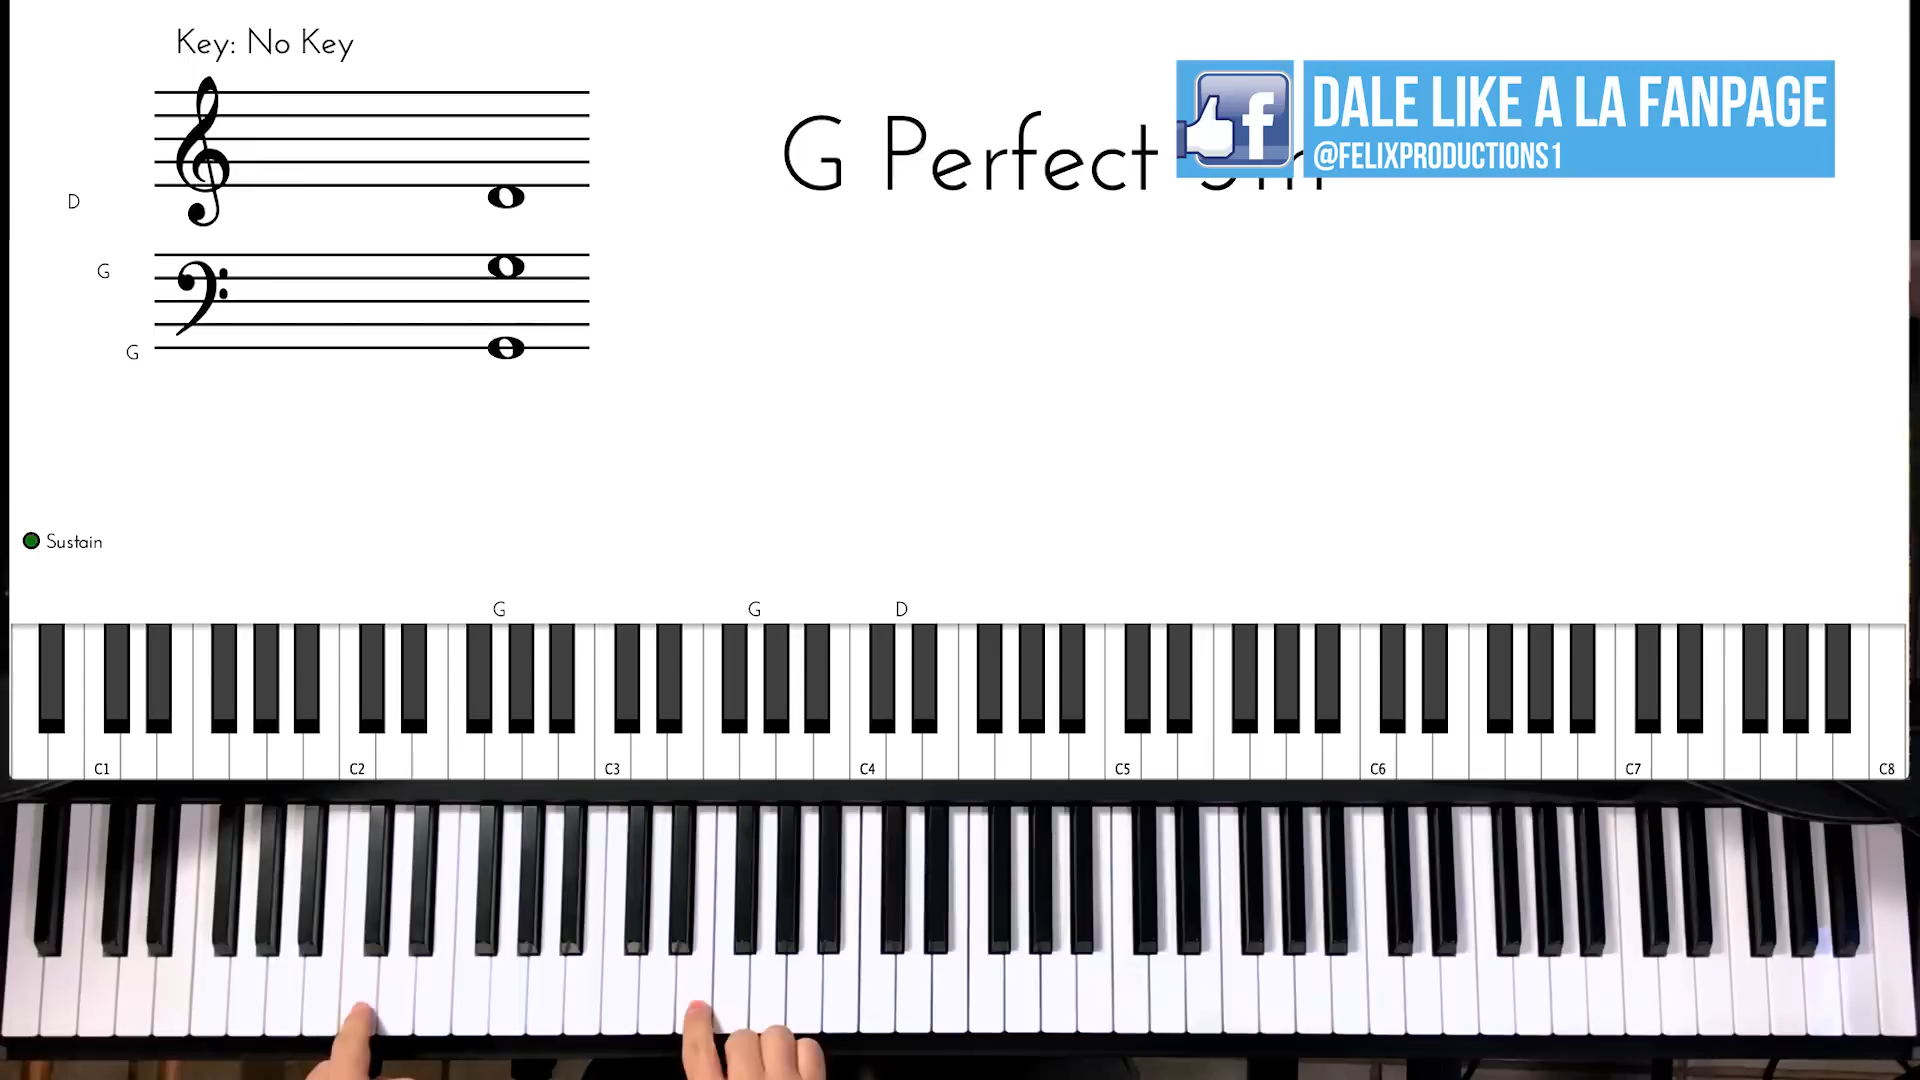 Key: No Key
G Perfect
DALE LIKE A LA FANPAGE
@FELIXPRODUCTIONS1
D
G
G
Sustain
G G D
C1 C2 C3 C4 C5 C6 C7 C8